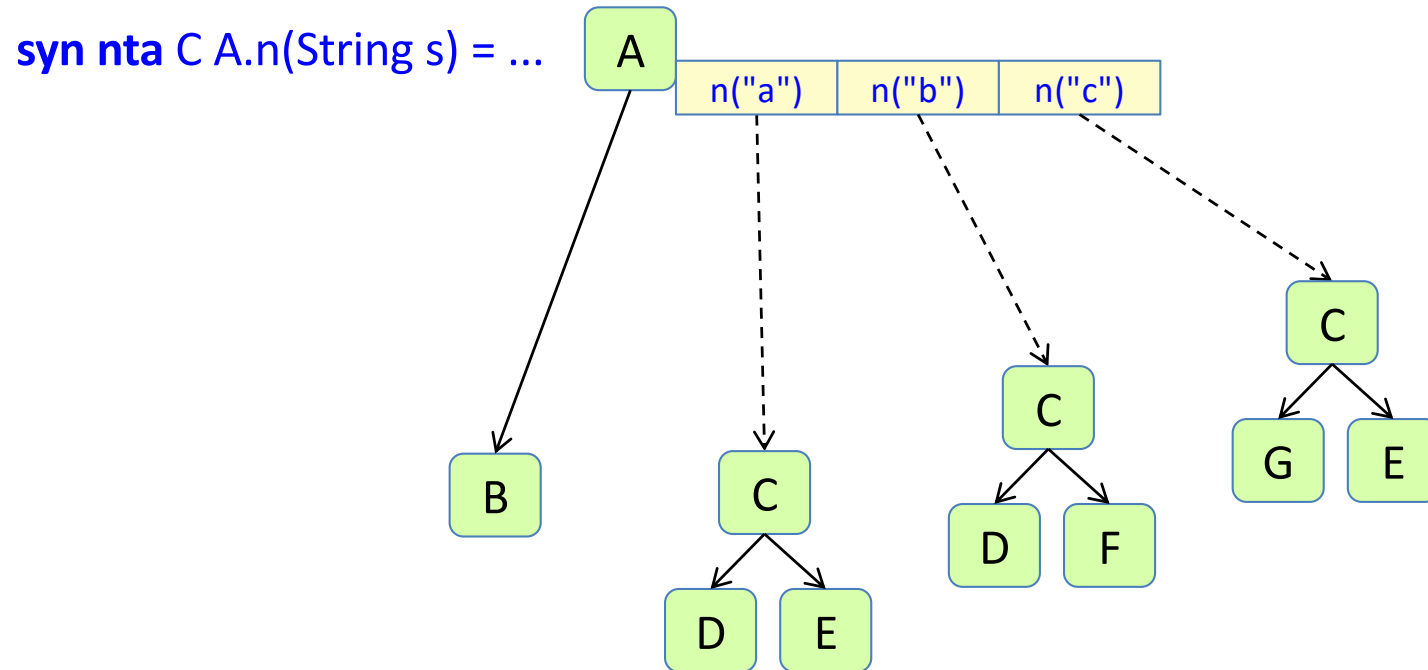 syn nta C A.n(String s) = ...
A
n("a") n("b") n("c")
C
C
G E
B
C
D F
D E